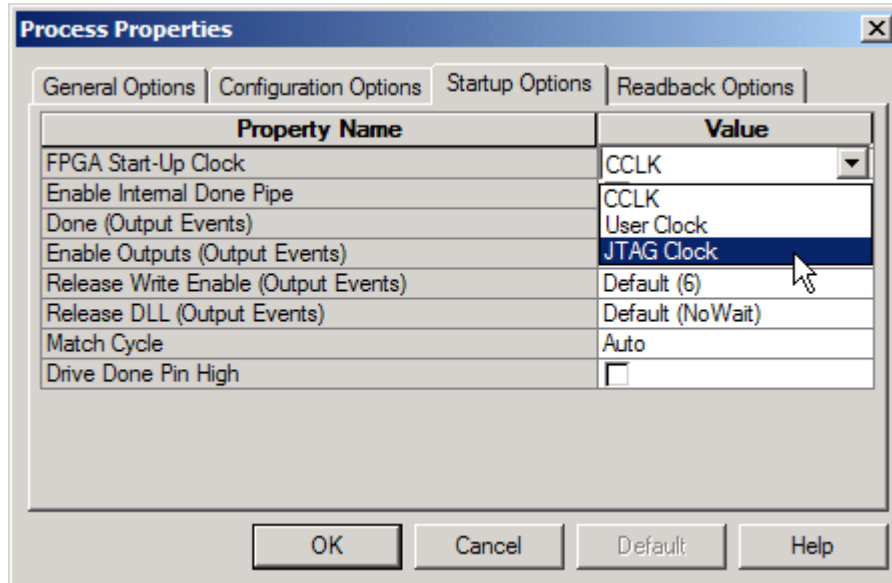 Process Properties
General Options Configuration Options Startup Options Readback Options
Property Name Value
FPGA Start-Up Clock CCLK
Enable Internal Done Pipe CCLK
Done (Output Events) User Clock
Enable Outputs (Output Events) JTAG Clock
Release Write Enable (Output Events) Default (6)
Release DLL (Output Events) Default (NoWait)
Match Cycle Auto
Drive Done Pin High
OK Cancel Default Help